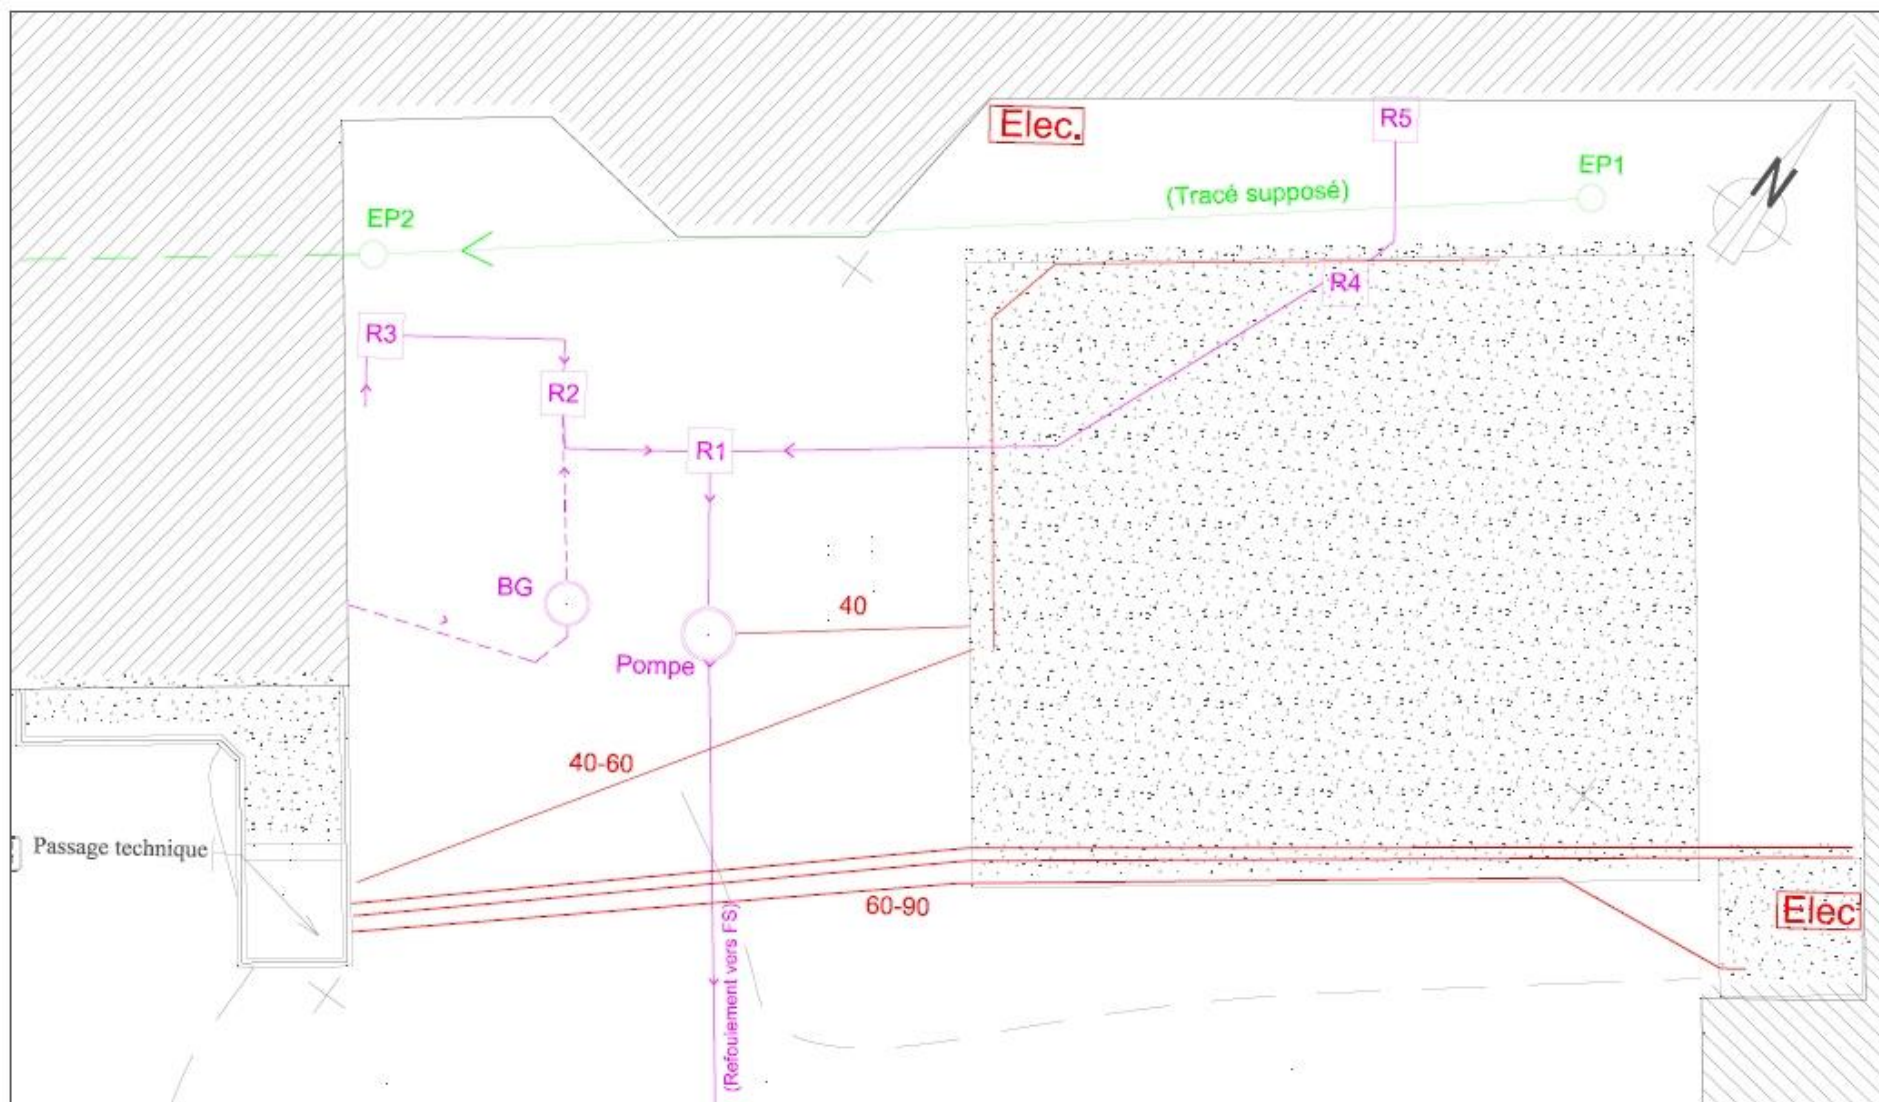 Elec.
R5
EP1
(Tracé supposé)
N
EP2
R4
R3
R2
R1
BG
40
Pompe
40-60
Passage technique
60-90
Elec
(Refoulement vers FS)